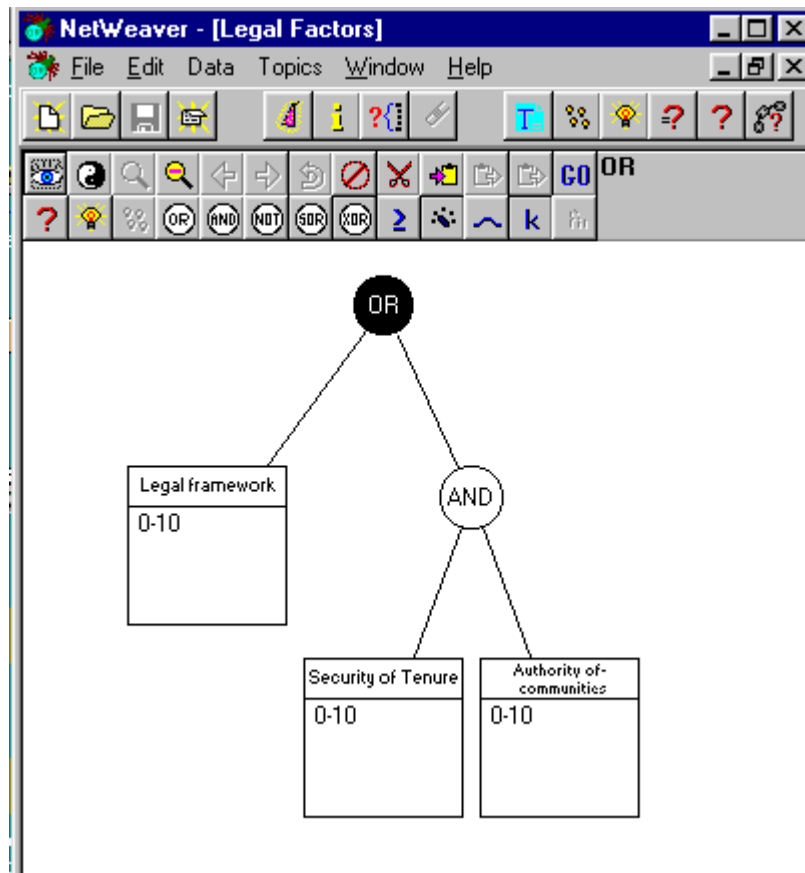 NetWeaver - [Legal Factors]
File Edit Data Topics Window Help
i ?{ T =? ? ??
GO OR
? OR AND NOT SOR XOR ≥ k
OR
Legal framework
0-10
AND
Security of Tenure
0-10
Authority of-
communities
0-10